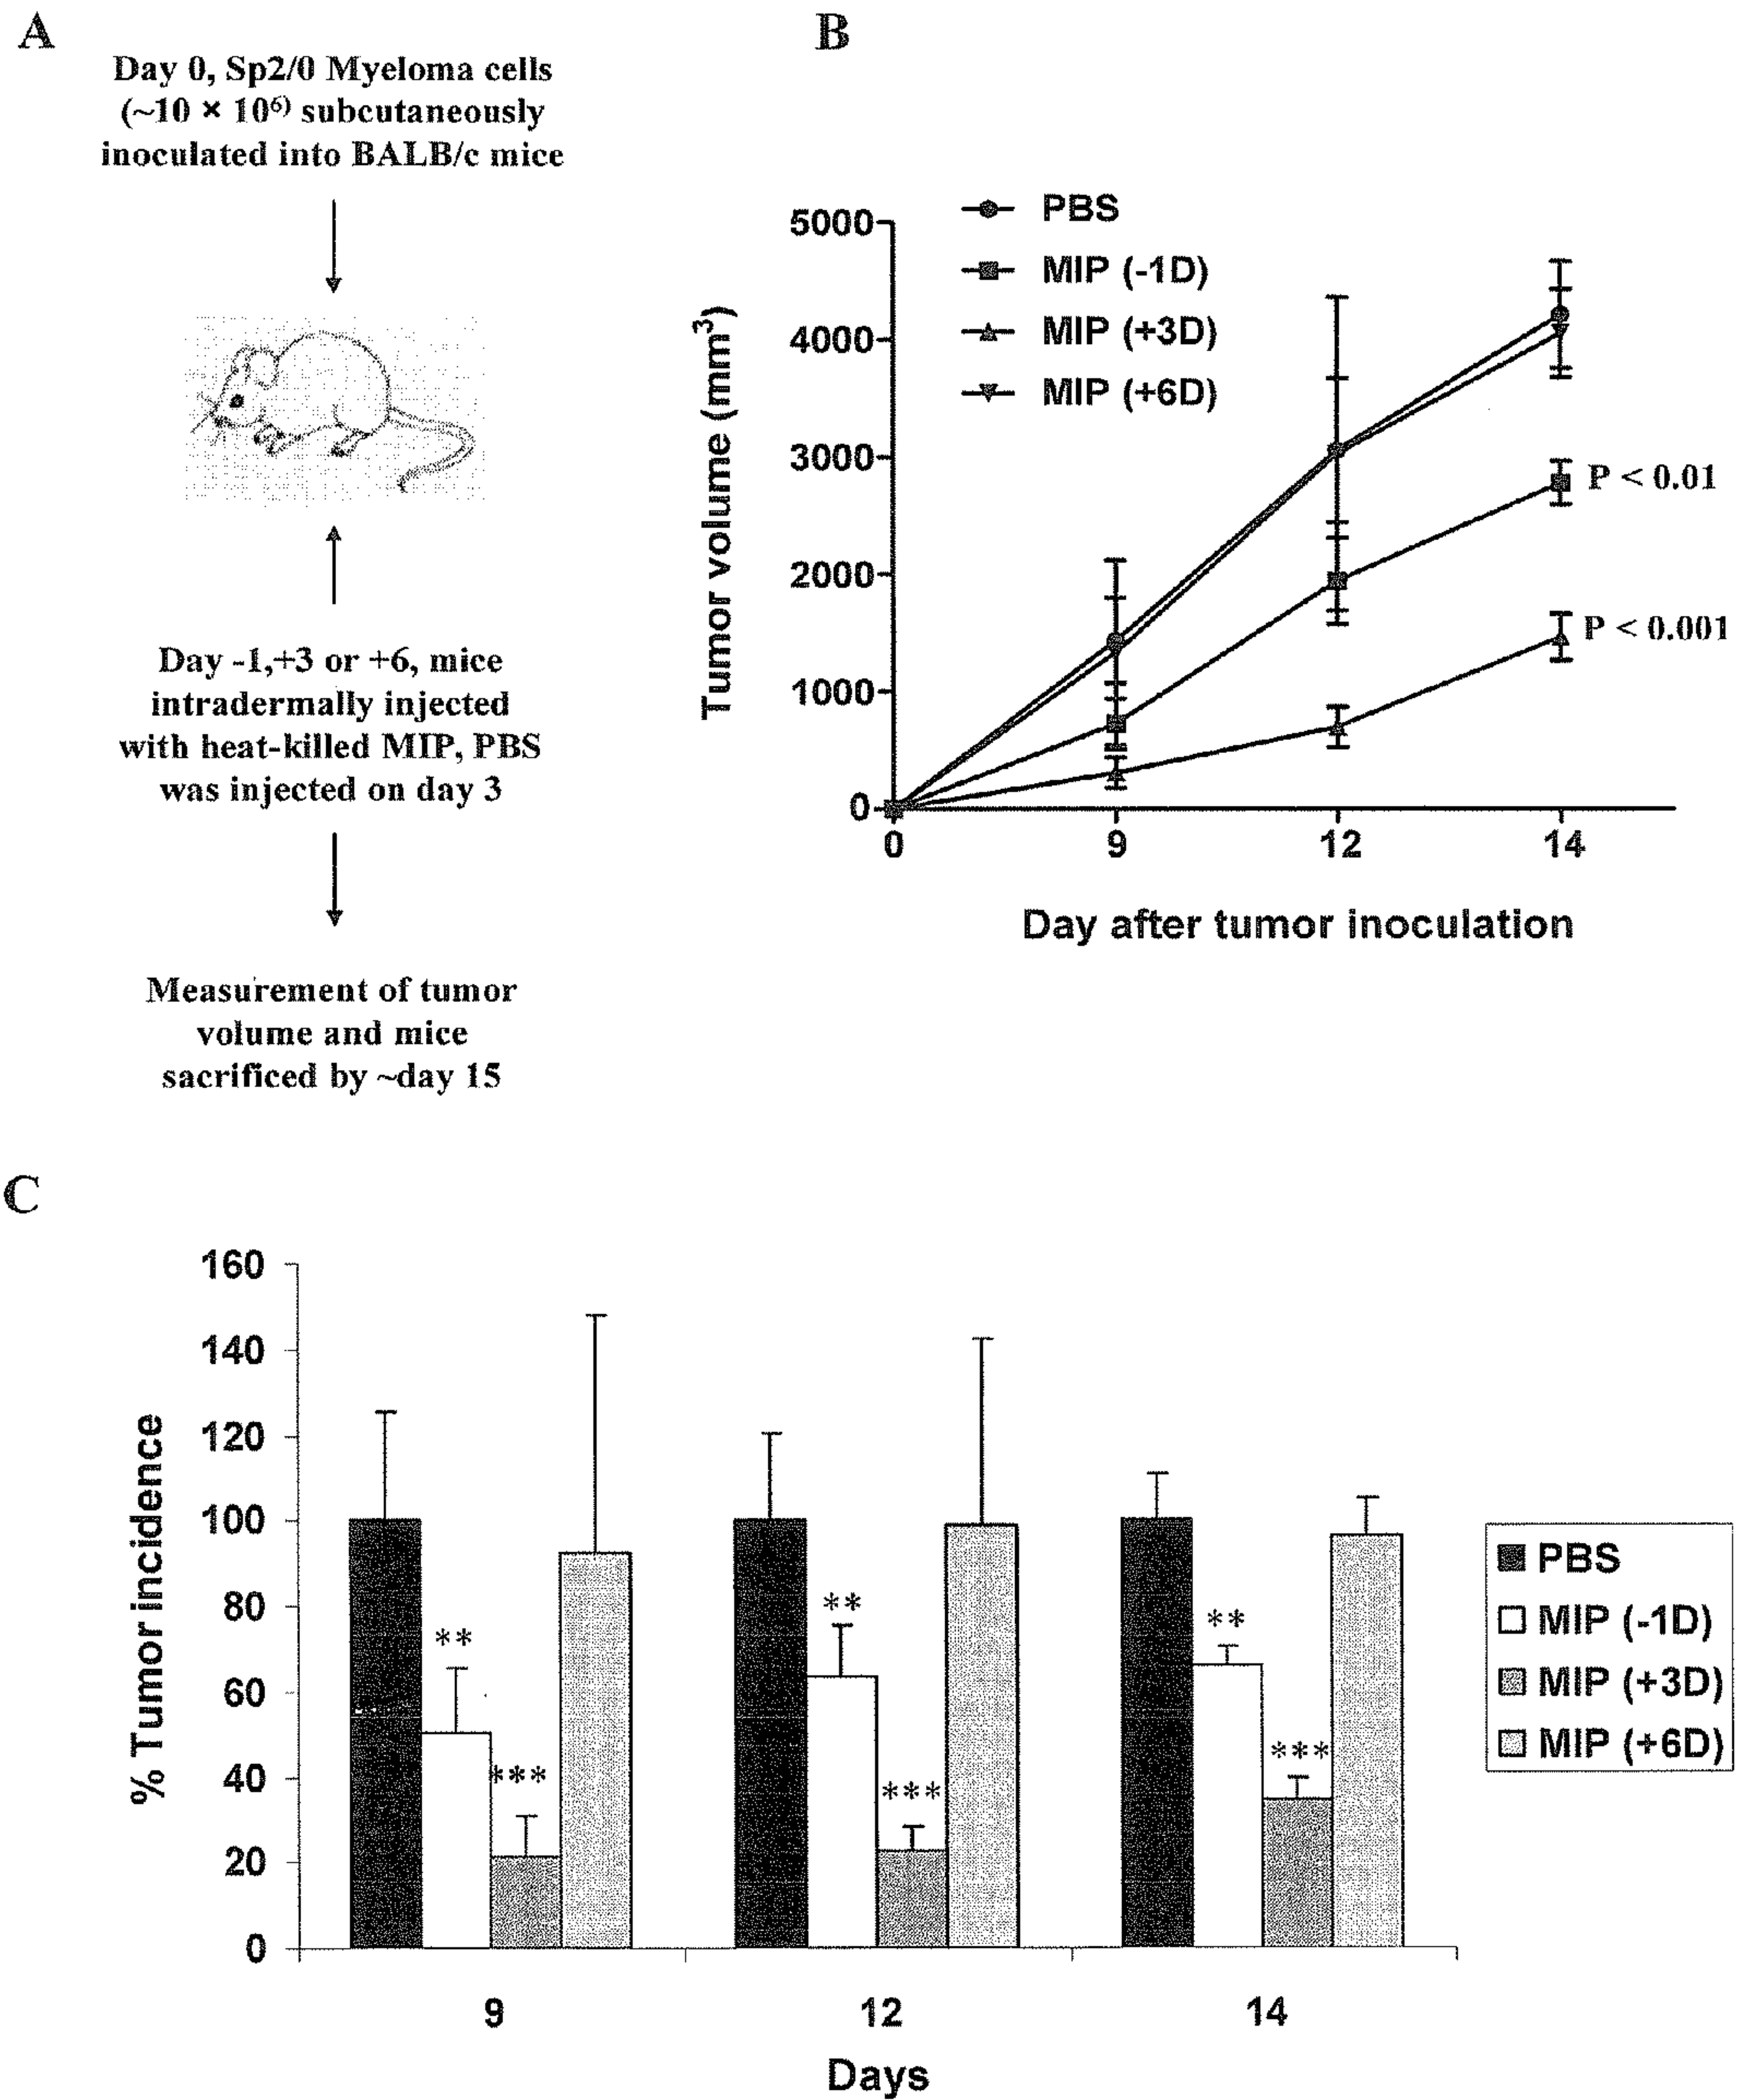 A
Day 0, Sp2/0 Myeloma cells
(~10 × 10⁶⁾ subcutaneously
inoculated into BALB/c mice
Day -1,+3 or +6, mice
intradermally injected
with heat-killed MIP, PBS
was injected on day 3
Measurement of tumor
volume and mice
sacrificed by ~day 15
B
PBS
MIP (-1D)
MIP (+3D)
MIP (+6D)
Tumor volume (mm³)
5000
4000
3000
2000
1000
0
P < 0.01
P < 0.001
0 9 12 14
Day after tumor inoculation
C
% Tumor incidence
160
140
120
100
80
60
40
20
0
** *** ** *** ** ***
9 12 14
Days
PBS
MIP (-1D)
MIP (+3D)
MIP (+6D)